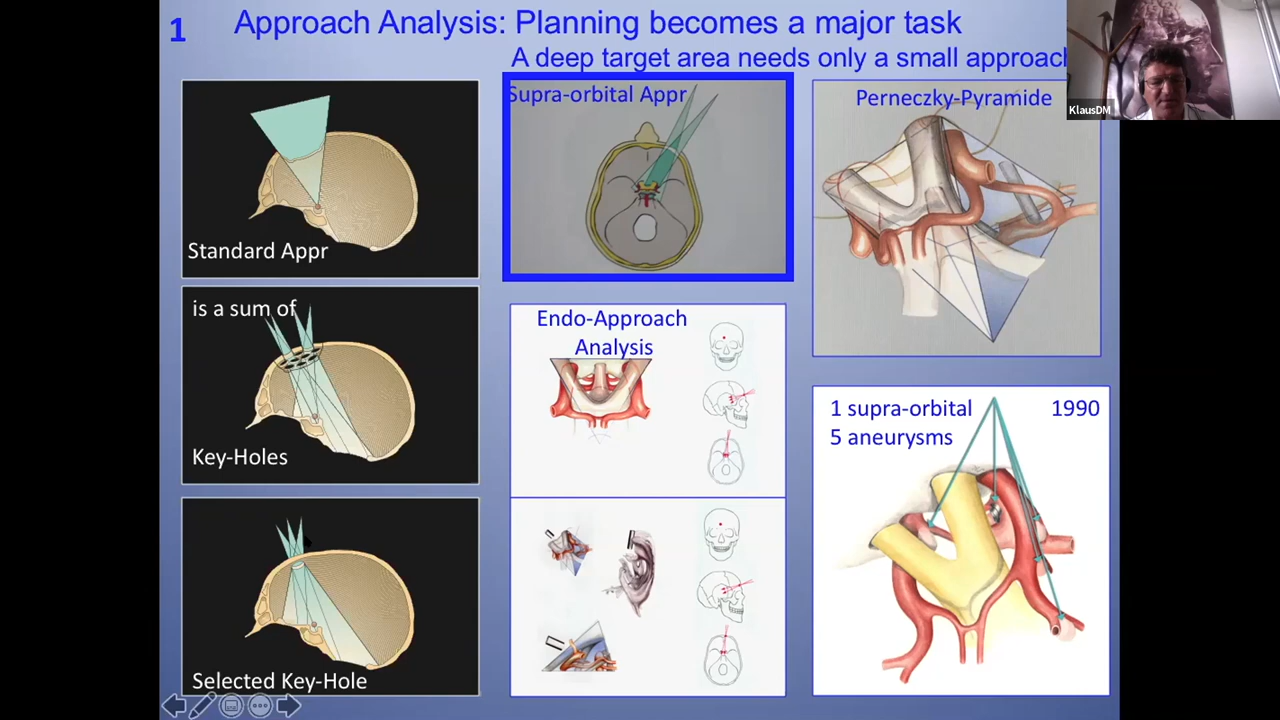 1
Approach Analysis: Planning becomes a major task
A deep target area needs only a small approach
KlausDM
Standard Appr
is a sum of
Key-Holes
Selected Key-Hole
Supra-orbital Appr
Endo-Approach
Analysis
Perneczky-Pyramide
1 supra-orbital 1990
5 aneurysms